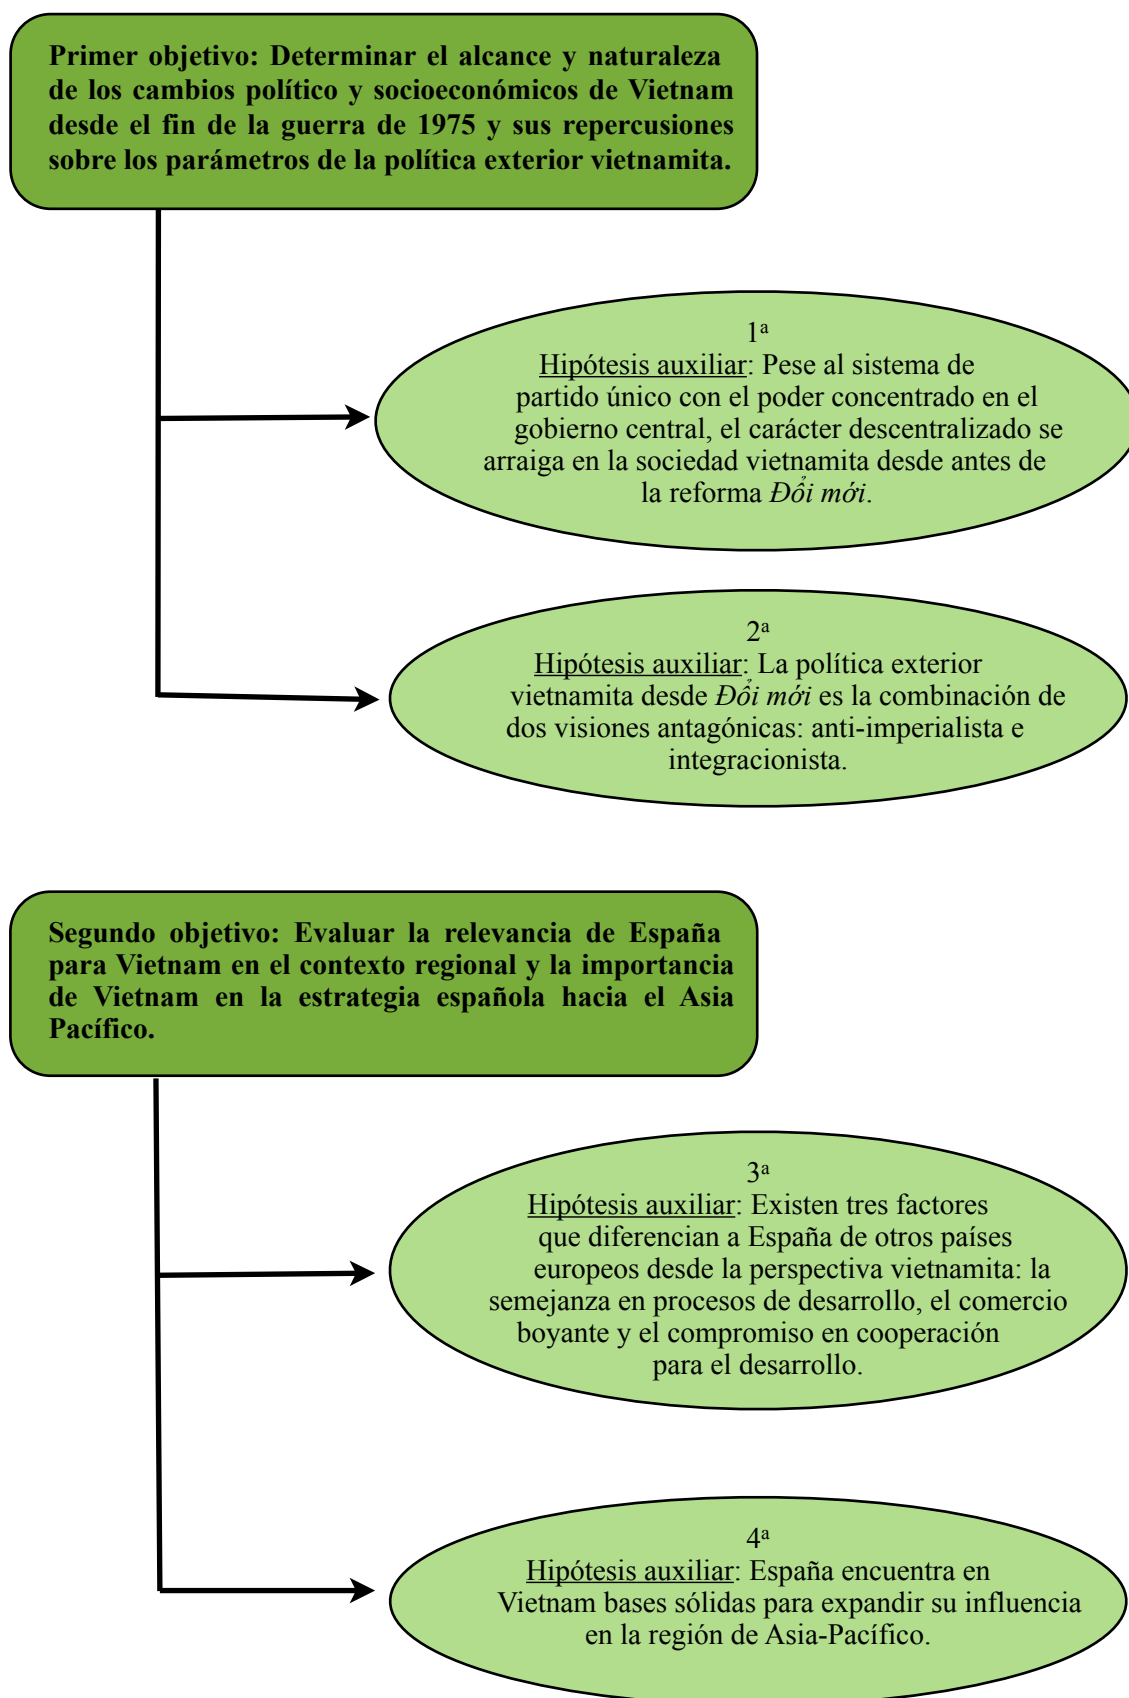 Primer objetivo: Determinar el alcance y naturaleza
de los cambios político y socioeconómicos de Vietnam
desde el fin de la guerra de 1975 y sus repercusiones
sobre los parámetros de la política exterior vietnamita.
1ª
Hipótesis auxiliar: Pese al sistema de
partido único con el poder concentrado en el
gobierno central, el carácter descentralizado se
arraiga en la sociedad vietnamita desde antes de
la reforma Đổi mới.
2ª
Hipótesis auxiliar: La política exterior
vietnamita desde Đổi mới es la combinación de
dos visiones antagónicas: anti-imperialista e
integracionista.
Segundo objetivo: Evaluar la relevancia de España
para Vietnam en el contexto regional y la importancia
de Vietnam en la estrategia española hacia el Asia
Pacífico.
3ª
Hipótesis auxiliar: Existen tres factores
que diferencian a España de otros países
europeos desde la perspectiva vietnamita: la
semejanza en procesos de desarrollo, el comercio
boyante y el compromiso en cooperación
para el desarrollo.
4ª
Hipótesis auxiliar: España encuentra en
Vietnam bases sólidas para expandir su influencia
en la región de Asia-Pacífico.